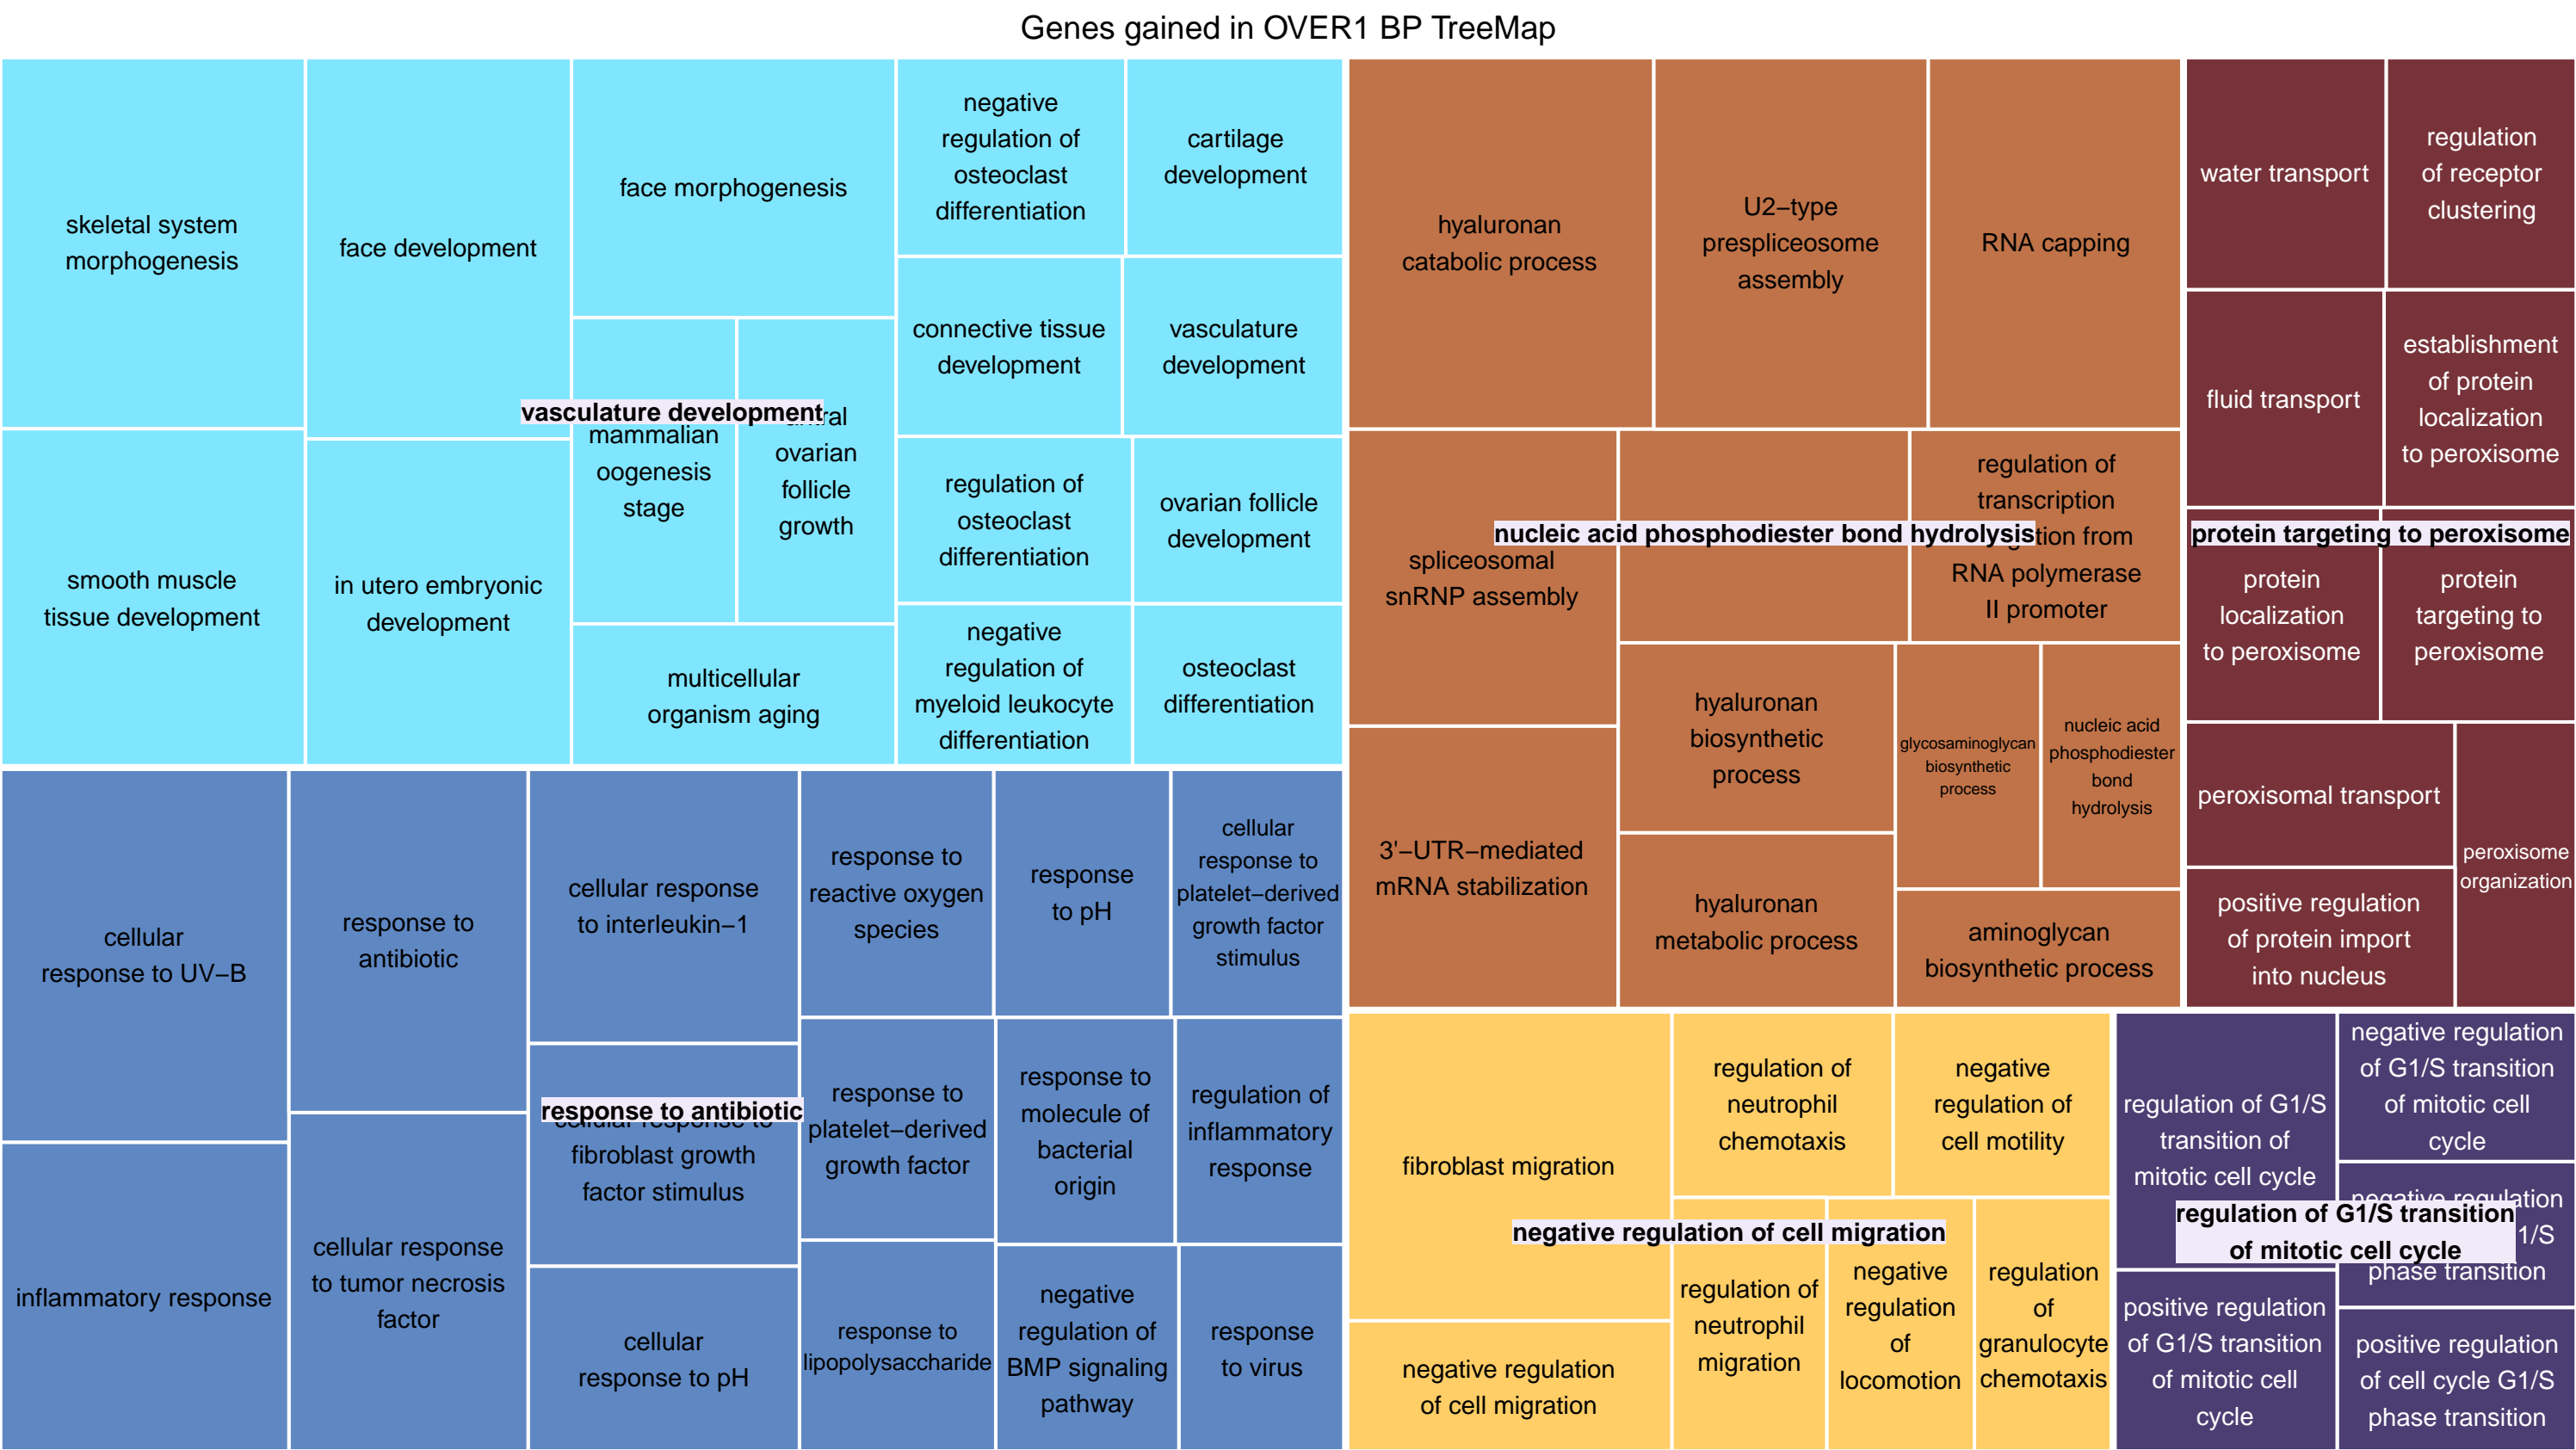 Genes gained in OVER1 BP TreeMap
skeletal system
morphogenesis
face development
face morphogenesis
negative
regulation of
osteoclast
differentiation
cartilage
development
connective tissue
development
vasculature
development
vasculature development
mammalian
oogenesis
stage
ovarian
follicle
growth
regulation of
osteoclast
differentiation
ovarian follicle
development
smooth muscle
tissue development
in utero embryonic
development
multicellular
organism aging
negative
regulation of
myeloid leukocyte
differentiation
osteoclast
differentiation
hyaluronan
catabolic process
U2−type
prespliceosome
assembly
RNA capping
spliceosomal
snRNP assembly
nucleic acid phosphodiester bond hydrolysis
regulation of
transcription
from
RNA polymerase
II promoter
3'−UTR−mediated
mRNA stabilization
hyaluronan
biosynthetic
process
glycosaminoglycan
biosynthetic
process
nucleic acid
phosphodiester
bond
hydrolysis
hyaluronan
metabolic process
aminoglycan
biosynthetic process
water transport
regulation
of receptor
clustering
fluid transport
establishment
of protein
localization
to peroxisome
protein targeting to peroxisome
protein
localization
to peroxisome
protein
targeting to
peroxisome
peroxisomal transport
peroxisome
organization
positive regulation
of protein import
into nucleus
cellular
response to UV−B
response to
antibiotic
cellular response
to interleukin−1
response to
reactive oxygen
species
response
to pH
cellular
response to
platelet−derived
growth factor
stimulus
response to antibiotic
cellular response to
fibroblast growth
factor stimulus
response to
platelet−derived
growth factor
response to
molecule of
bacterial
origin
regulation of
inflammatory
response
inflammatory response
cellular response
to tumor necrosis
factor
cellular
response to pH
response to
lipopolysaccharide
negative
regulation of
BMP signaling
pathway
response
to virus
fibroblast migration
regulation of
neutrophil
chemotaxis
negative
regulation of
cell motility
negative regulation of cell migration
negative regulation
of cell migration
regulation of
neutrophil
migration
negative
regulation
of
locomotion
regulation
of
granulocyte
chemotaxis
regulation of G1/S
transition of
mitotic cell cycle
negative regulation
of G1/S transition
of mitotic cell
cycle
regulation of G1/S transition
of mitotic cell cycle
negative regulation
1/S
phase transition
positive regulation
of G1/S transition
of mitotic cell
cycle
positive regulation
of cell cycle G1/S
phase transition